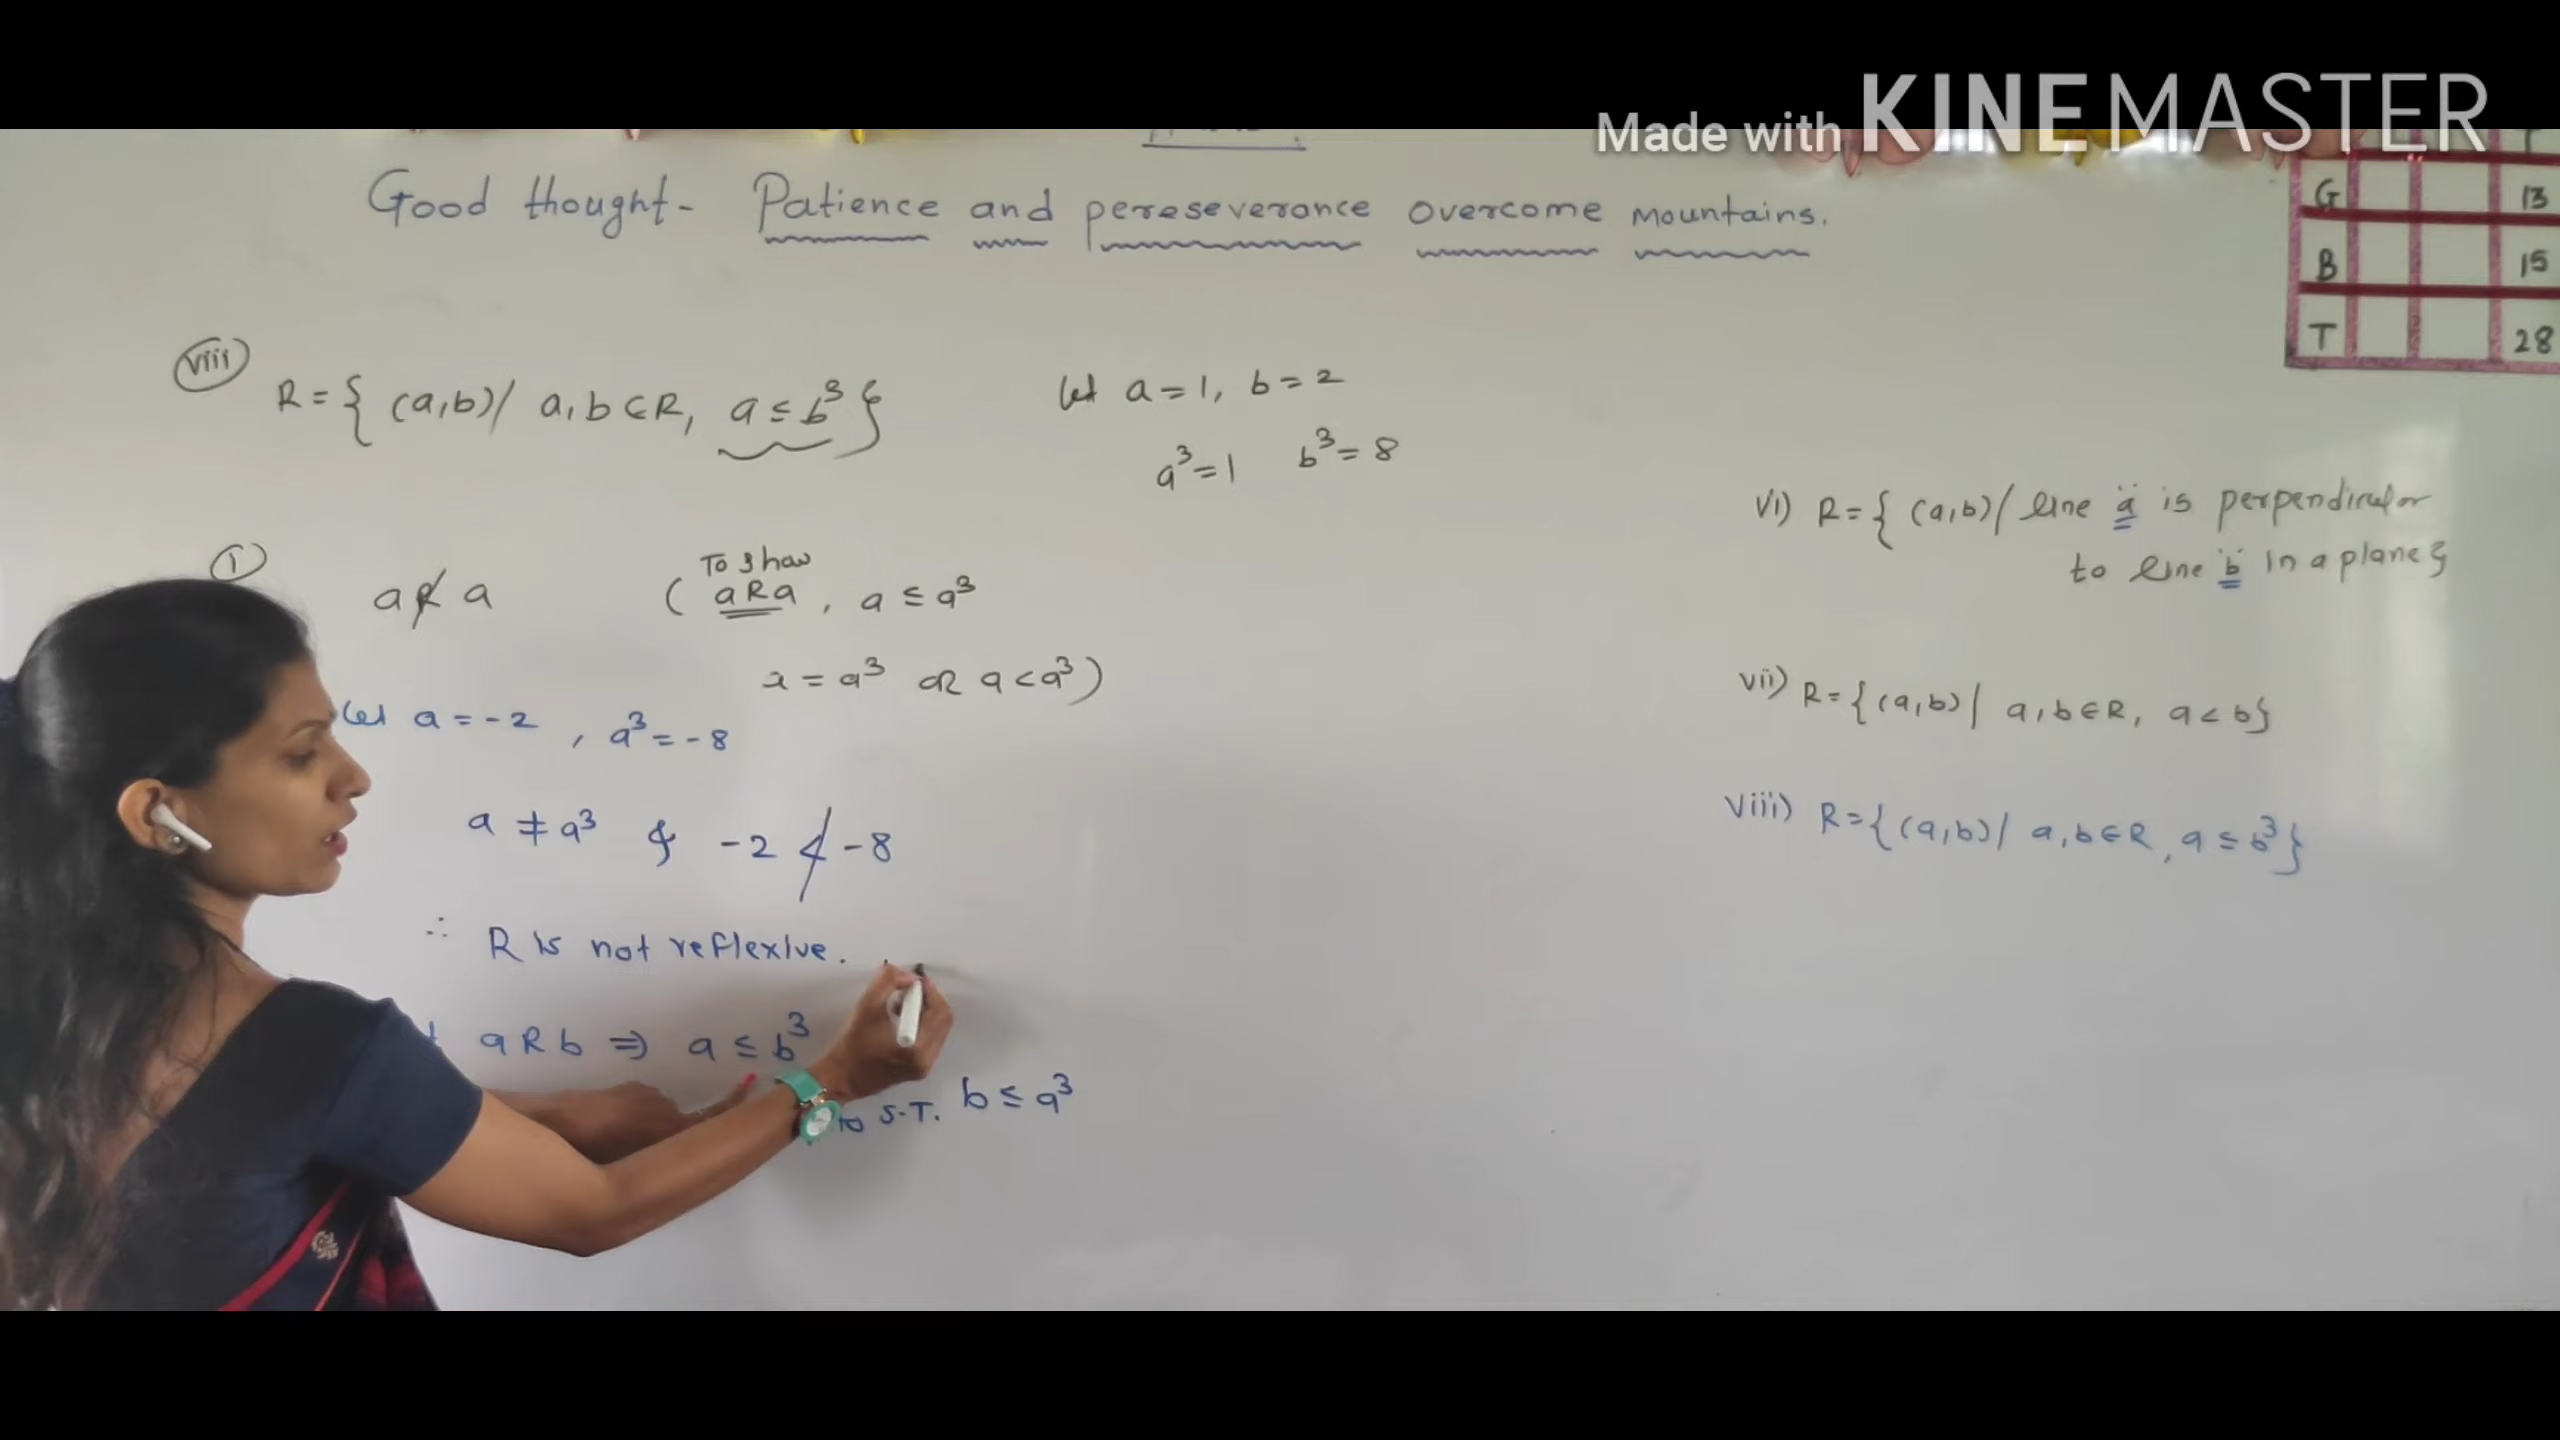 Made with KINEMASTER
Good thought- Patience and pereseverance overcome mountains.
G 13
B 15
T 28
viii R = { (a,b) / a, b ∈ R, a ≤ b³ }
let a = 1, b = 2
a³ = 1 b³ = 8
I
a R̸ a ( To show aRa , a ≤ a³
a = a³ or a < a³ )
Let a = -2 , a³ = -8
a ≠ a³ & -2 ≮ -8
∴ R is not reflexive.
a R b ⇒ a ≤ b³
to S.T. b ≤ a³
vi) R = { (a,b) / line 'a' is perpendicular
to line 'b' in a plane }
vii) R = { (a,b) | a, b ∈ R, a < b }
viii) R = { (a,b) / a, b ∈ R , a ≤ b³ }